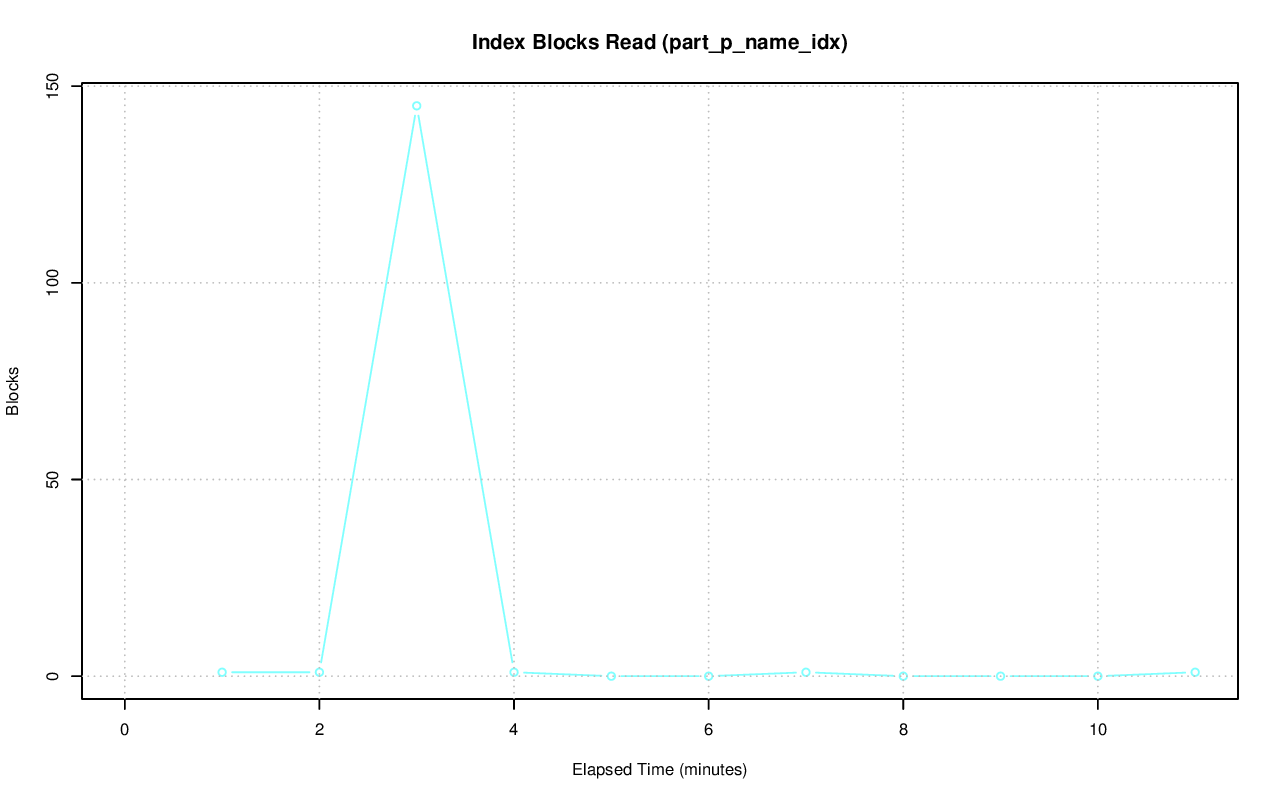 Index Blocks Read (part_p_name_idx)
150
100
50
0
Blocks
0 2 4 6 8 10
Elapsed Time (minutes)